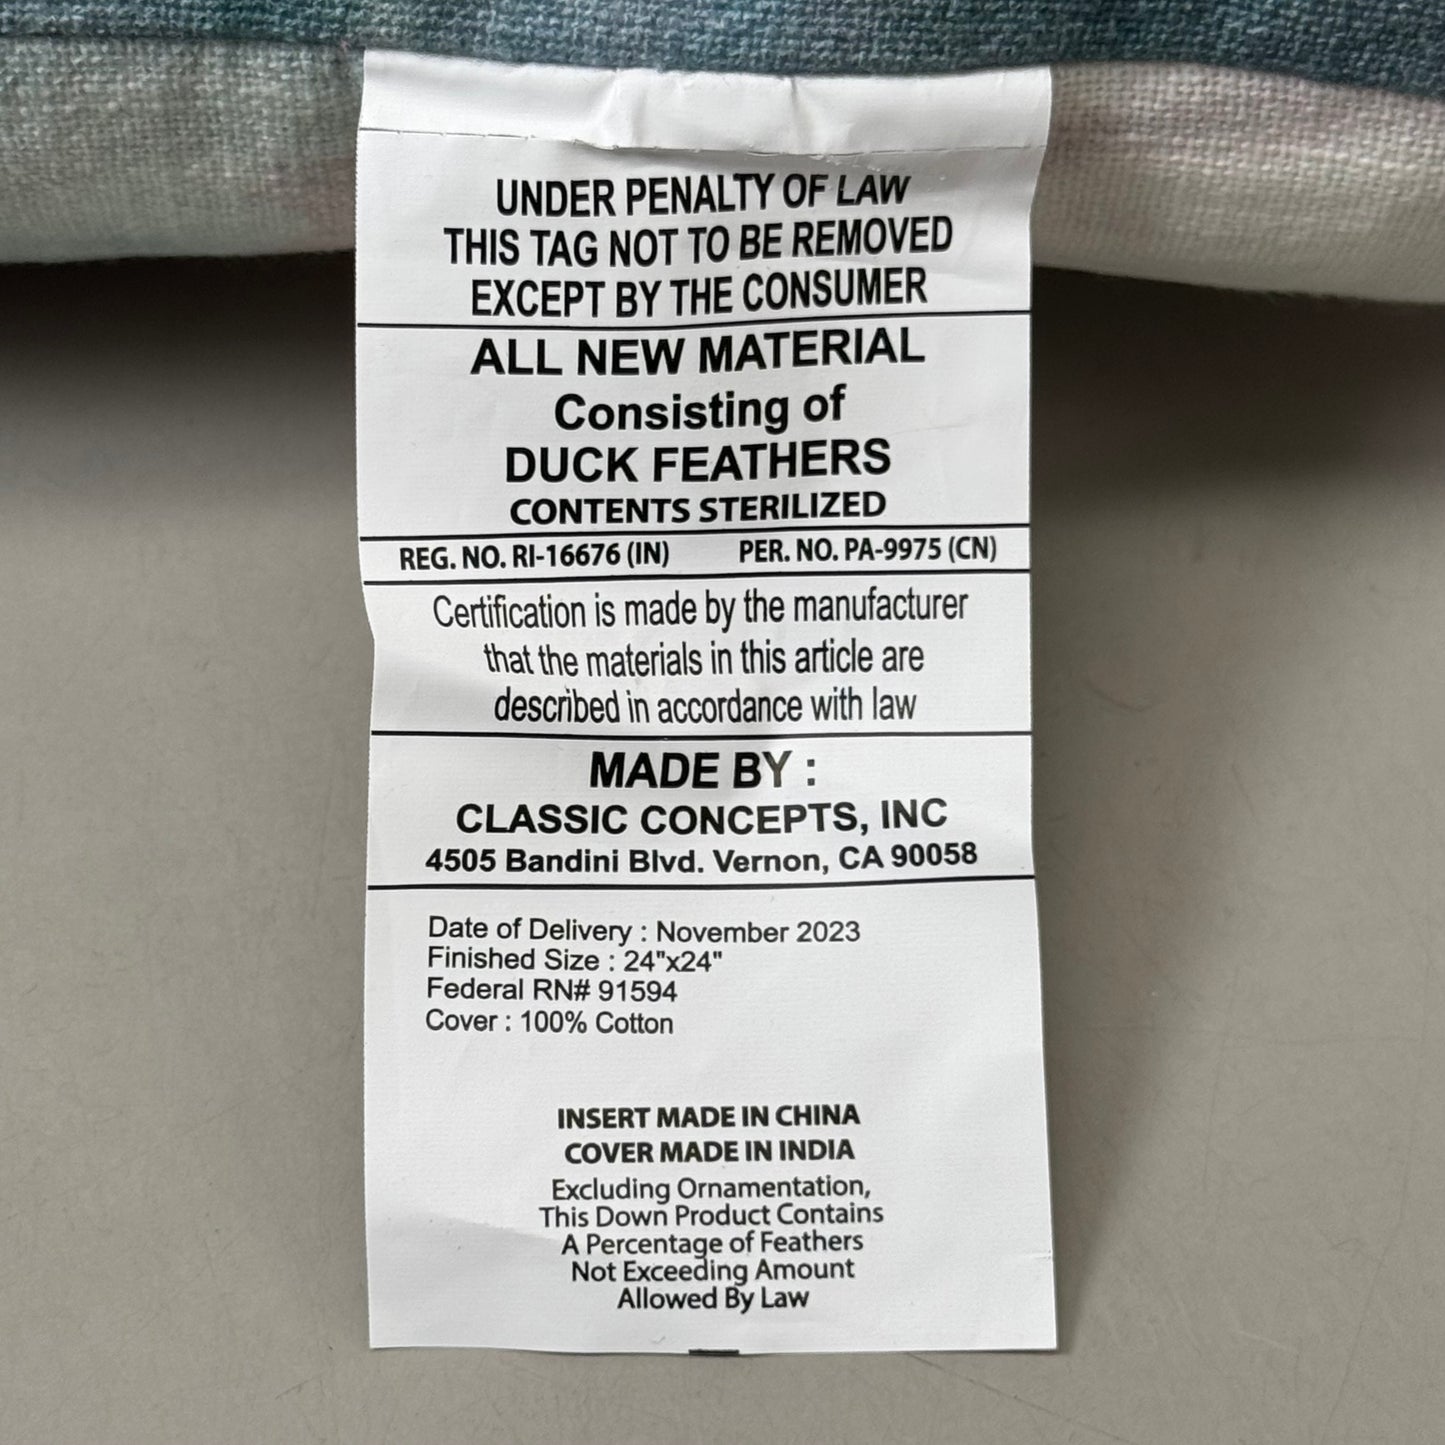 UNDER PENALTY OF LAW
THIS TAG NOT TO BE REMOVED
EXCEPT BY THE CONSUMER
ALL NEW MATERIAL
Consisting of
DUCK FEATHERS
CONTENTS STERILIZED
REG. NO. RI-16676 (IN) PER. NO. PA-9975 (CN)
Certification is made by the manufacturer
that the materials in this article are
described in accordance with law
MADE BY :
CLASSIC CONCEPTS, INC
4505 Bandini Blvd. Vernon, CA 90058
Date of Delivery : November 2023
Finished Size : 24"x24"
Federal RN# 91594
Cover : 100% Cotton
INSERT MADE IN CHINA
COVER MADE IN INDIA
Excluding Ornamentation,
This Down Product Contains
A Percentage of Feathers
Not Exceeding Amount
Allowed By Law